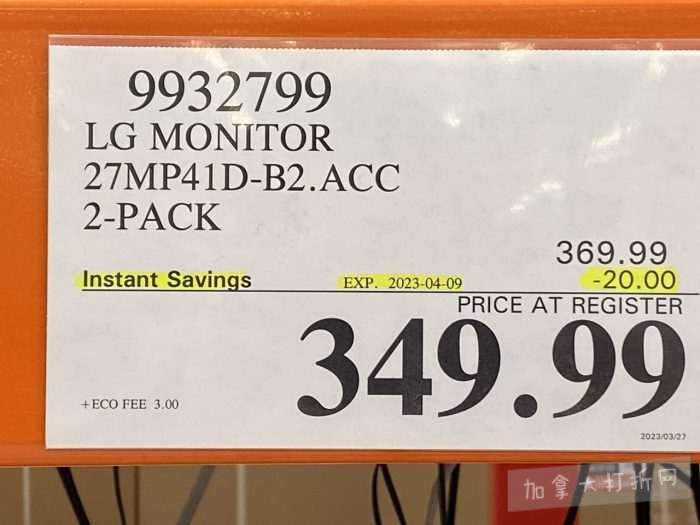 9932799
LG MONITOR
27MP41D-B2.ACC
2-PACK
369.99
Instant Savings EXP. 2023-04-09 -20.00
PRICE AT REGISTER
349.99
+ECO FEE 3.00
2023/03/27
加拿大打折网